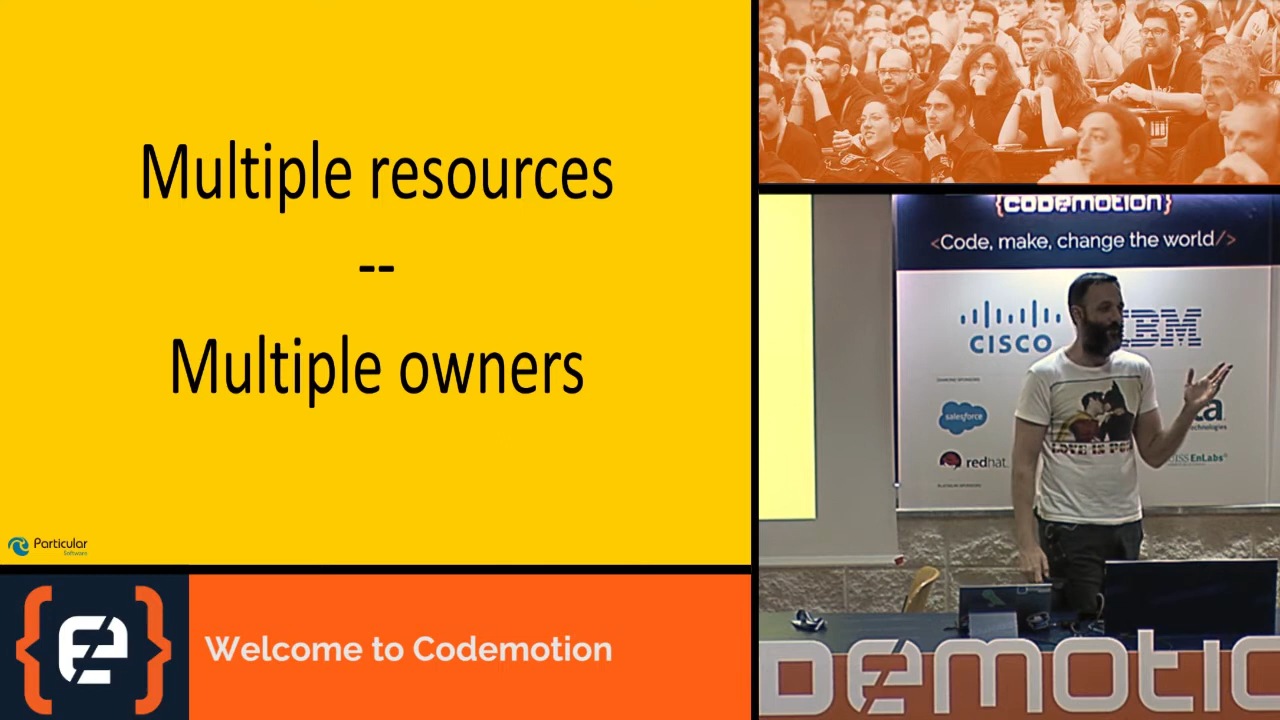 Multiple resources
--
Multiple owners
Particular
Software
Welcome to Codemotion
{codemotion}
<Code, make, change the world/>
CISCO
IBM
salesforce
redhat.
EnLabs
LOVE IS